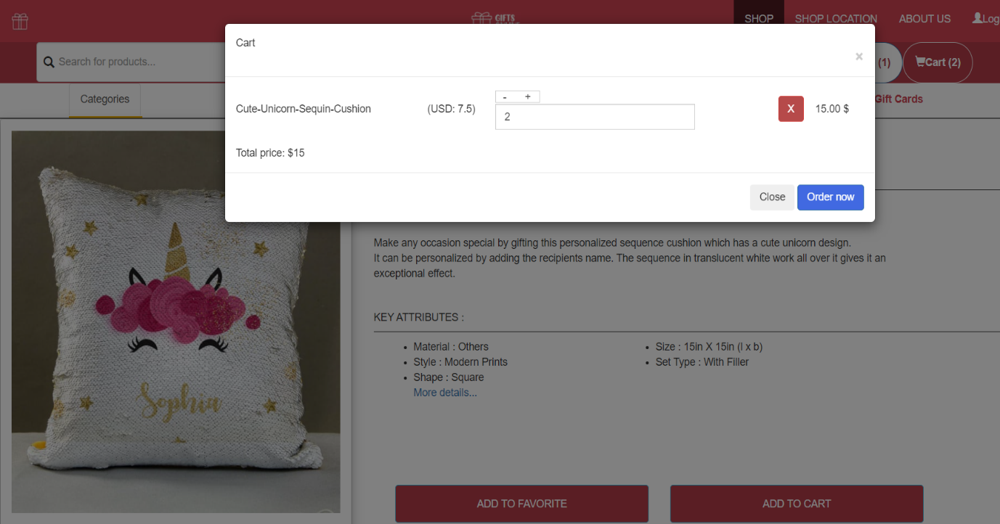 GIFTS
SHOP
SHOP LOCATION
ABOUT US
Log
Search for products...
(1)
Cart (2)
Categories
Gift Cards
Cart
×
Cute-Unicorn-Sequin-Cushion
(USD: 7.5)
- +
2
X
15.00 $
Total price: $15
Close
Order now
Make any occasion special by gifting this personalized sequence cushion which has a cute unicorn design.
It can be personalized by adding the recipients name. The sequence in translucent white work all over it gives it an
exceptional effect.
KEY ATTRIBUTES :
Material : Others
Style : Modern Prints
Shape : Square
More details...
Size : 15in X 15in (l x b)
Set Type : With Filler
Sophia
ADD TO FAVORITE
ADD TO CART